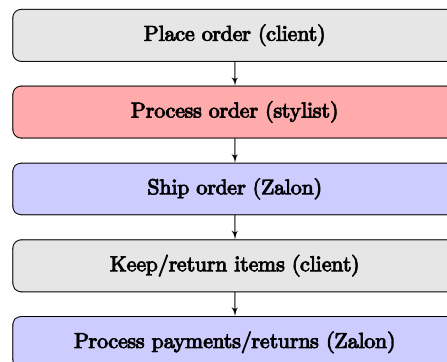 Place order (client)
Process order (stylist)
Ship order (Zalon)
Keep/return items (client)
Process payments/returns (Zalon)